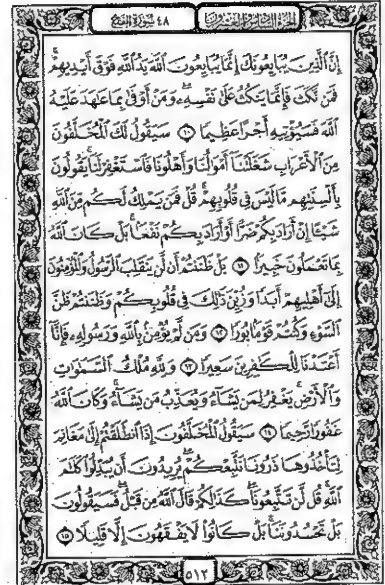 الجزء السادس والعشرون ٤٨ سورة الفتح
إِنَّ ٱلَّذِينَ يُبَايِعُونَكَ إِنَّمَا يُبَايِعُونَ ٱللَّهَ يَدُ ٱللَّهِ فَوْقَ أَيْدِيهِمْ
فَمَن نَّكَثَ فَإِنَّمَا يَنكُثُ عَلَىٰ نَفْسِهِۦ وَمَنْ أَوْفَىٰ بِمَا عَٰهَدَ عَلَيْهُ
ٱللَّهَ فَسَيُؤْتِيهِ أَجْرًا عَظِيمًا ١٠ سَيَقُولُ لَكَ ٱلْمُخَلَّفُونَ
مِنَ ٱلْأَعْرَابِ شَغَلَتْنَآ أَمْوَٰلُنَا وَأَهْلُونَا فَٱسْتَغْفِرْ لَنَا يَقُولُونَ
بِأَلْسِنَتِهِم مَّا لَيْسَ فِى قُلُوبِهِمْ قُلْ فَمَن يَمْلِكُ لَكُم مِّنَ ٱللَّهِ
شَيْـًٔا إِنْ أَرَادَ بِكُمْ ضَرًّا أَوْ أَرَادَ بِكُمْ نَفْعًۢا بَلْ كَانَ ٱللَّهُ
بِمَا تَعْمَلُونَ خَبِيرًۢا ١١ بَلْ ظَنَنتُمْ أَن لَّن يَنقَلِبَ ٱلرَّسُولُ وَٱلْمُؤْمِنُونَ
إِلَىٰٓ أَهْلِيهِمْ أَبَدًا وَزُيِّنَ ذَٰلِكَ فِى قُلُوبِكُمْ وَظَنَنتُمْ ظَنَّ
ٱلسَّوْءِ وَكُنتُمْ قَوْمًۢا بُورًا ١٢ وَمَن لَّمْ يُؤْمِنۢ بِٱللَّهِ وَرَسُولِهِۦ فَإِنَّآ
أَعْتَدْنَا لِلْكَٰفِرِينَ سَعِيرًا ١٣ وَلِلَّهِ مُلْكُ ٱلسَّمَٰوَٰتِ
وَٱلْأَرْضِ يَغْفِرُ لِمَن يَشَآءُ وَيُعَذِّبُ مَن يَشَآءُ وَكَانَ ٱللَّهُ
غَفُورًا رَّحِيمًا ١٤ سَيَقُولُ ٱلْمُخَلَّفُونَ إِذَا ٱنطَلَقْتُمْ إِلَىٰ مَغَانِمَ
لِتَأْخُذُوهَا ذَرُونَا نَتَّبِعْكُمْ يُرِيدُونَ أَن يُبَدِّلُوا۟ كَلَٰمَ
ٱللَّهِ قُل لَّن تَتَّبِعُونَا كَذَٰلِكُمْ قَالَ ٱللَّهُ مِن قَبْلُ فَسَيَقُولُونَ
بَلْ تَحْسُدُونَنَا بَلْ كَانُوا۟ لَا يَفْقَهُونَ إِلَّا قَلِيلًا ١٥
٥١٢